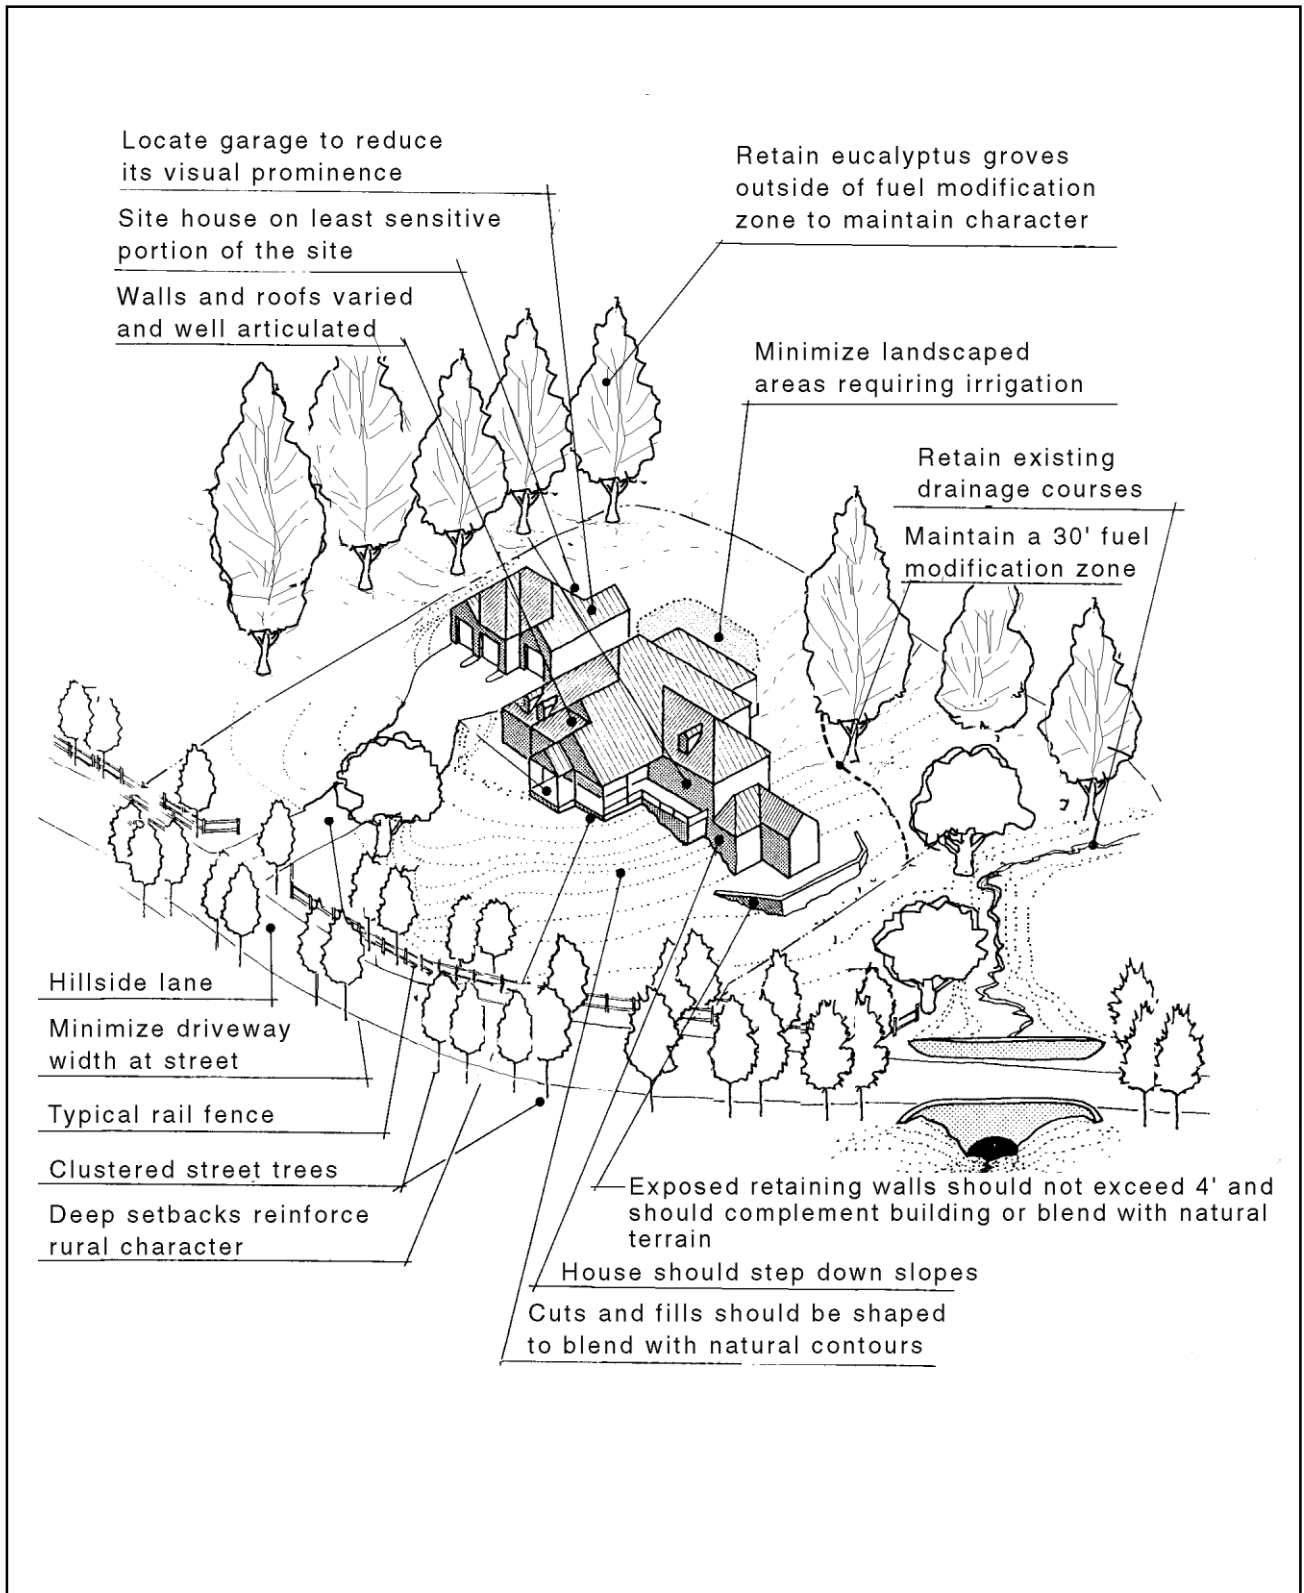 Locate garage to reduce
its visual prominence
Site house on least sensitive
portion of the site
Walls and roofs varied
and well articulated
Retain eucalyptus groves
outside of fuel modification
zone to maintain character
Minimize landscaped
areas requiring irrigation
Retain existing
drainage courses
Maintain a 30' fuel
modification zone
Hillside lane
Minimize driveway
width at street
Typical rail fence
Clustered street trees
Deep setbacks reinforce
rural character
Exposed retaining walls should not exceed 4' and
should complement building or blend with natural
terrain
House should step down slopes
Cuts and fills should be shaped
to blend with natural contours